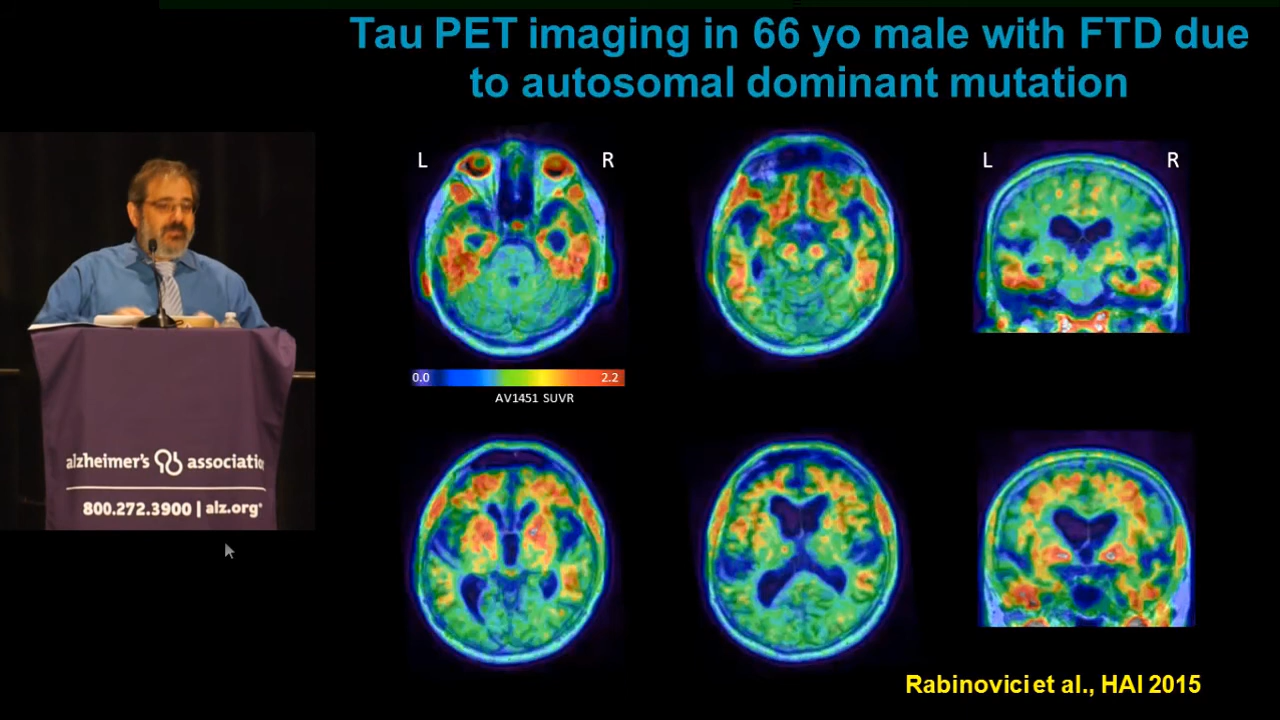 Tau PET imaging in 66 yo male with FTD due
to autosomal dominant mutation
L R
L R
0.0 2.2
AV1451 SUVR
alzheimer's associatio
800.272.3900 | alz.org®
Rabinovici et al., HAI 2015